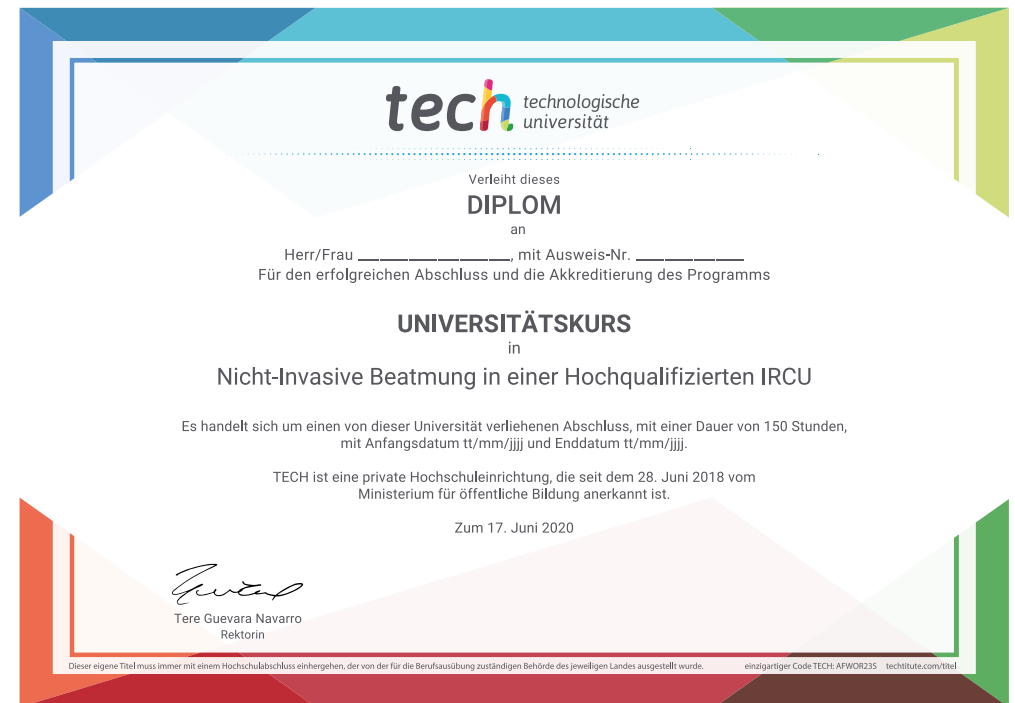 tech technologische
universität
Verleiht dieses
DIPLOM
an
Herr/Frau ________________, mit Ausweis-Nr. ____________
Für den erfolgreichen Abschluss und die Akkreditierung des Programms
UNIVERSITÄTSKURS
in
Nicht-Invasive Beatmung in einer Hochqualifizierten IRCU
Es handelt sich um einen von dieser Universität verliehenen Abschluss, mit einer Dauer von 150 Stunden,
mit Anfangsdatum tt/mm/jjjj und Enddatum tt/mm/jjjj.
TECH ist eine private Hochschuleinrichtung, die seit dem 28. Juni 2018 vom
Ministerium für öffentliche Bildung anerkannt ist.
Zum 17. Juni 2020
Tere Guevara Navarro
Rektorin
Dieser eigene Titel muss immer mit einem Hochschulabschluss einhergehen, der von der für die Berufsausübung zuständigen Behörde des jeweiligen Landes ausgestellt wurde. einzigartiger Code TECH: AFWOR23S techtitute.com/titel